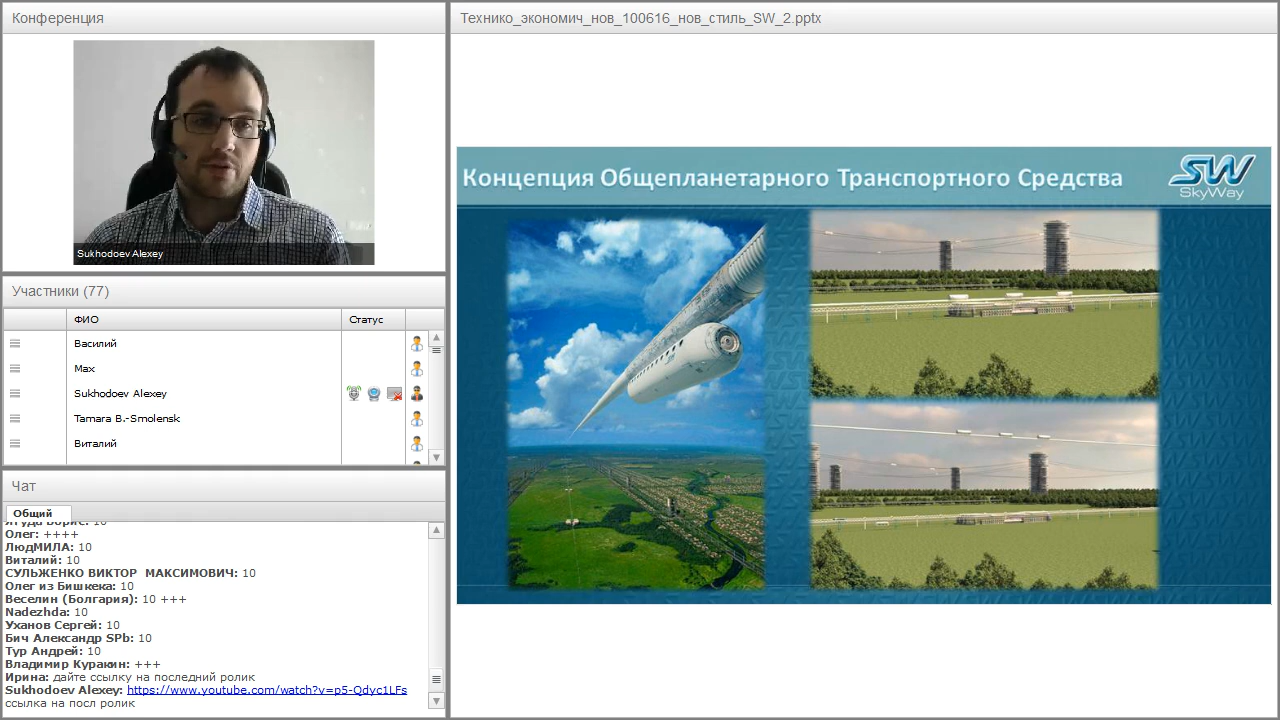 Конференция
Sukhodoev Alexey
Участники (77)
ФИО
Статус
Василий
Max
Sukhodoev Alexey
Tamara B.-Smolensk
Виталий
Чат
Общий
Олег: ++++
ЛюдМИЛА: 10
Виталий: 10
СУЛЬЖЕНКО ВИКТОР МАКСИМОВИЧ: 10
Олег из Бишкека: 10
Веселин (Болгария): 10 +++
Nadezhda: 10
Уханов Сергей: 10
Бич Александр SPb: 10
Тур Андрей: 10
Владимир Куракин: +++
Ирина: дайте ссылку на последний ролик
Sukhodoev Alexey: https://www.youtube.com/watch?v=p5-Qdyc1LFs
ссылка на посл ролик
Технико_экономич_нов_100616_нов_стиль_SW_2.pptx
Концепция Общепланетарного Транспортного Средства
SW
SkyWay